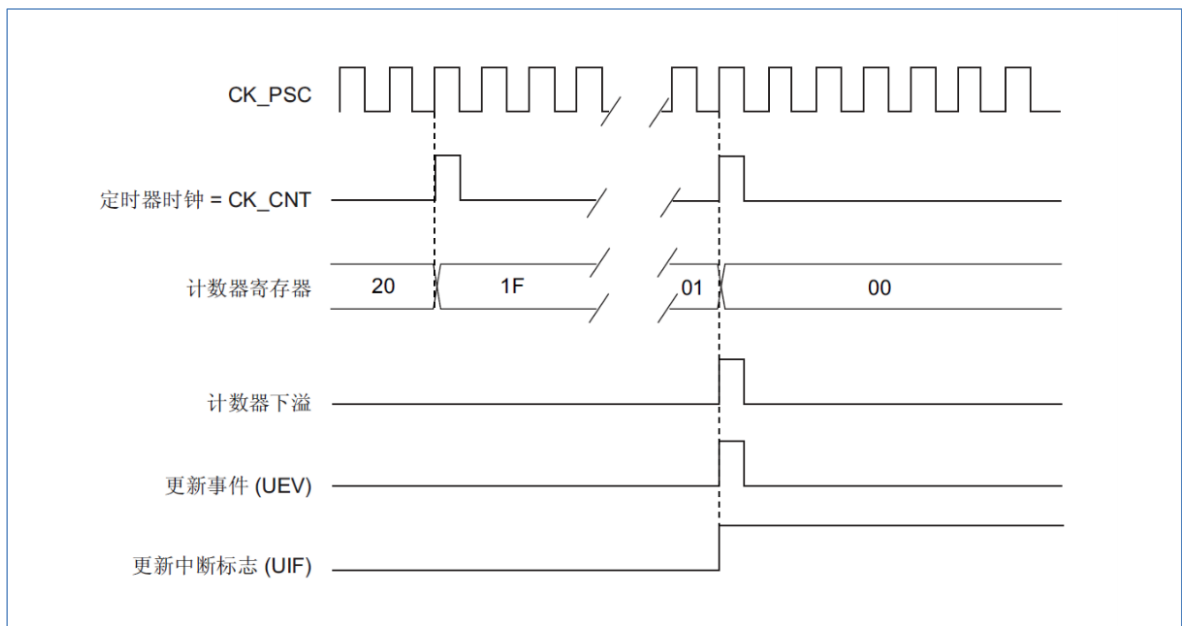 CK_PSC
定时器时钟 = CK_CNT
计数器寄存器 20 1F 01 00
计数器下溢
更新事件 (UEV)
更新中断标志 (UIF)